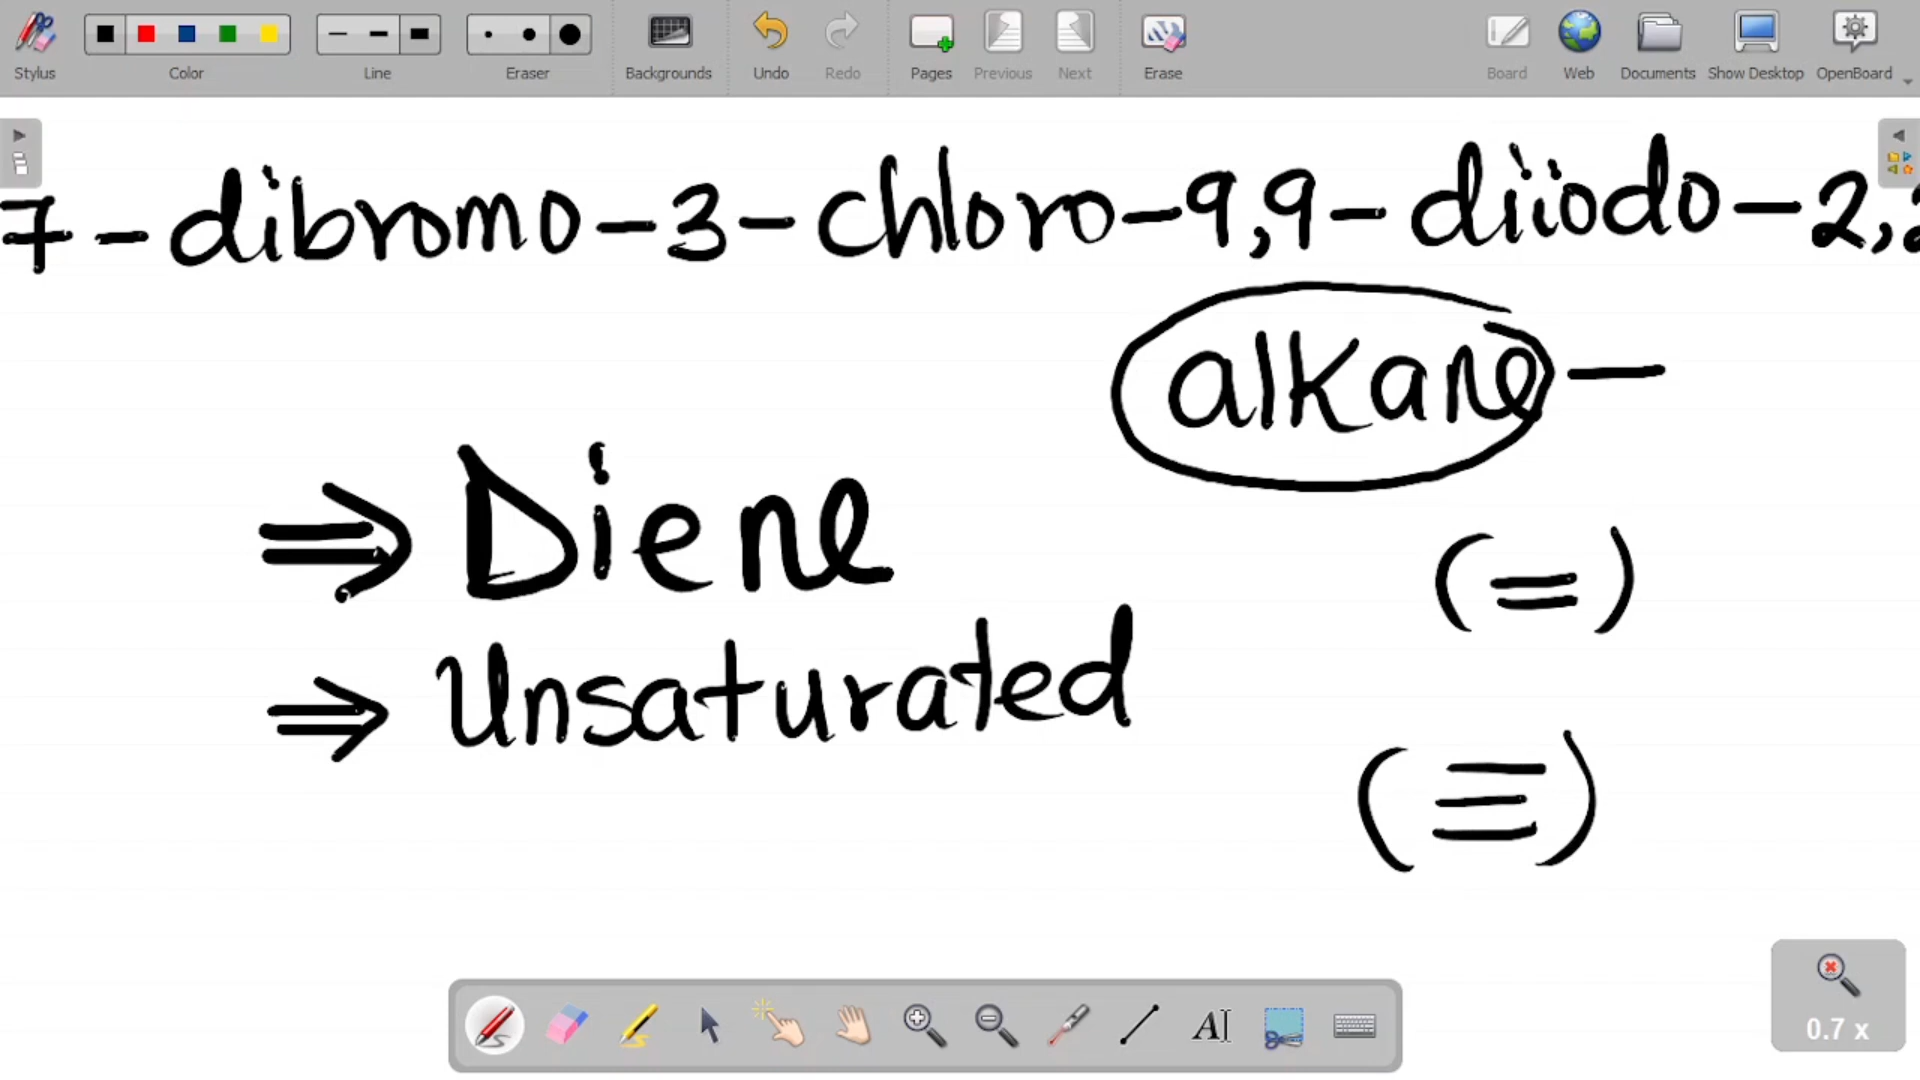 Stylus Color Line Eraser Backgrounds Undo Redo Pages Previous Next Erase Board Web Documents Show Desktop OpenBoard
7-dibromo-3-chloro-9,9-diiodo-2,
alkane-
⇒ Diene
(=)
⇒ Unsaturated
(≡)
AI
0.7 x